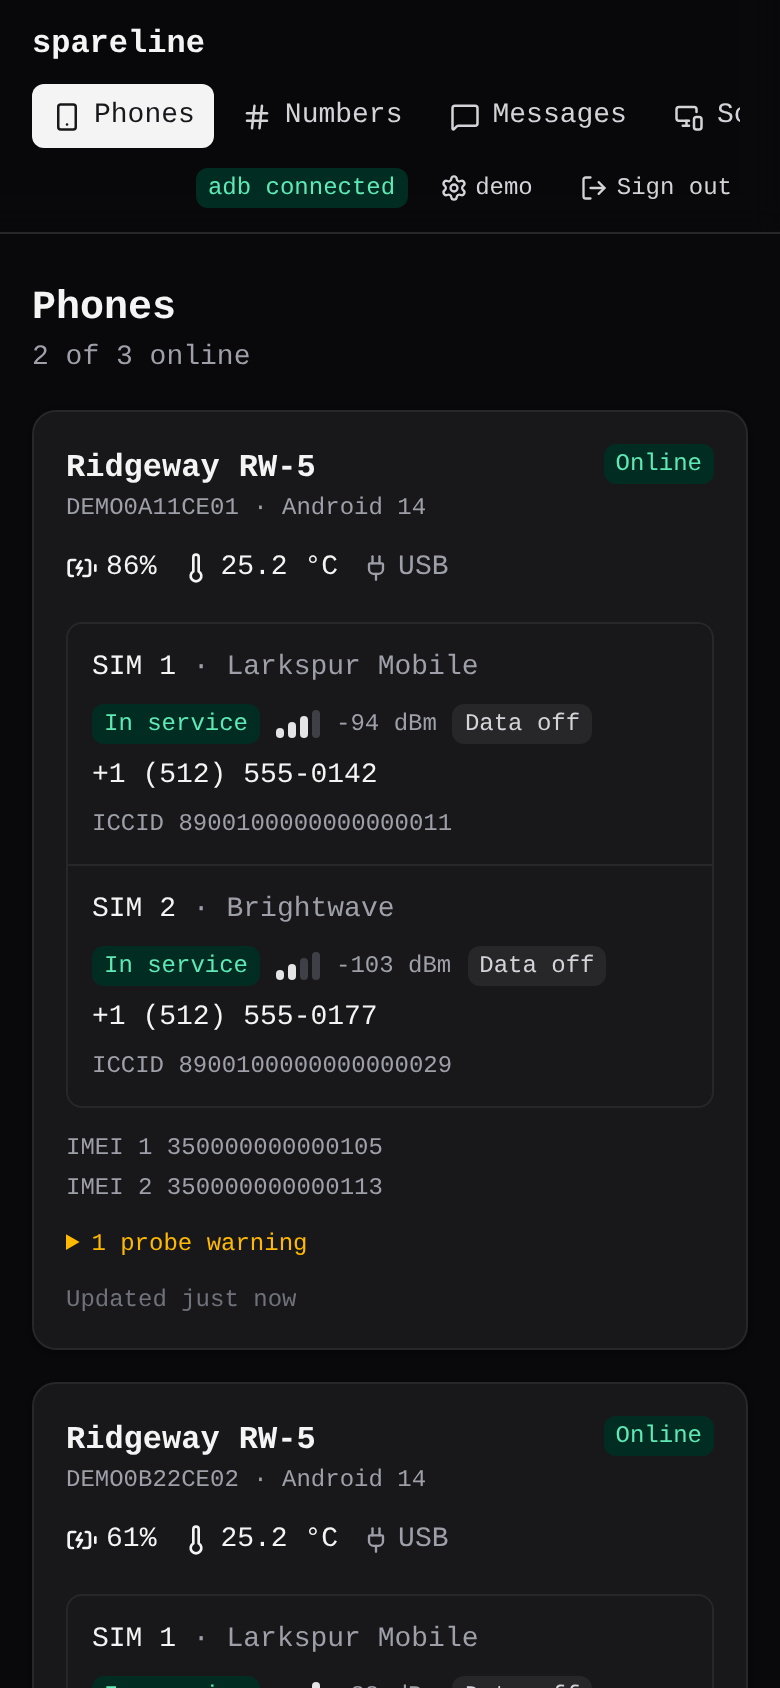 spareline
Phones Numbers Messages
adb connected demo Sign out
Phones
2 of 3 online
Ridgeway RW-5 Online
DEMO0A11CE01 · Android 14
86% 25.2 °C USB
SIM 1 · Larkspur Mobile
In service -94 dBm Data off
+1 (512) 555-0142
ICCID 8900100000000000011
SIM 2 · Brightwave
In service -103 dBm Data off
+1 (512) 555-0177
ICCID 8900100000000000029
IMEI 1 350000000000105
IMEI 2 350000000000113
1 probe warning
Updated just now
Ridgeway RW-5 Online
DEMO0B22CE02 · Android 14
61% 25.2 °C USB
SIM 1 · Larkspur Mobile